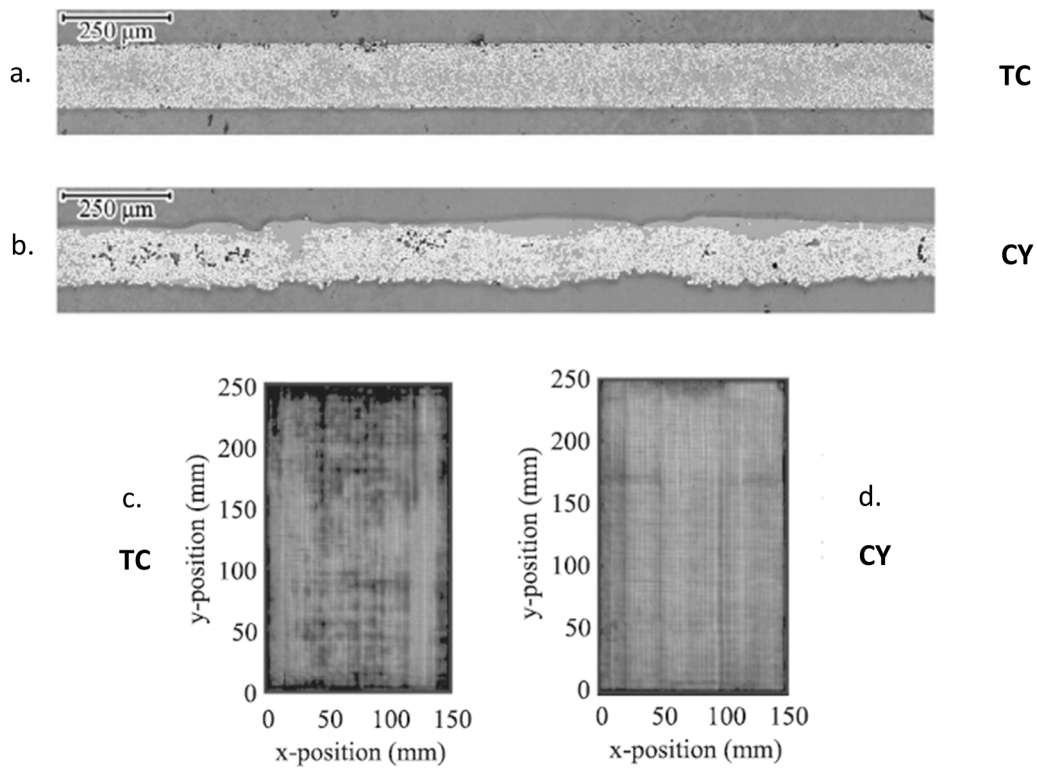 250 µm
a.
TC
250 µm
b.
CY
c.
TC
y-position (mm)
250
200
150
100
50
0
0 50 100 150
x-position (mm)
y-position (mm)
250
200
150
100
50
0
0 50 100 150
x-position (mm)
d.
CY